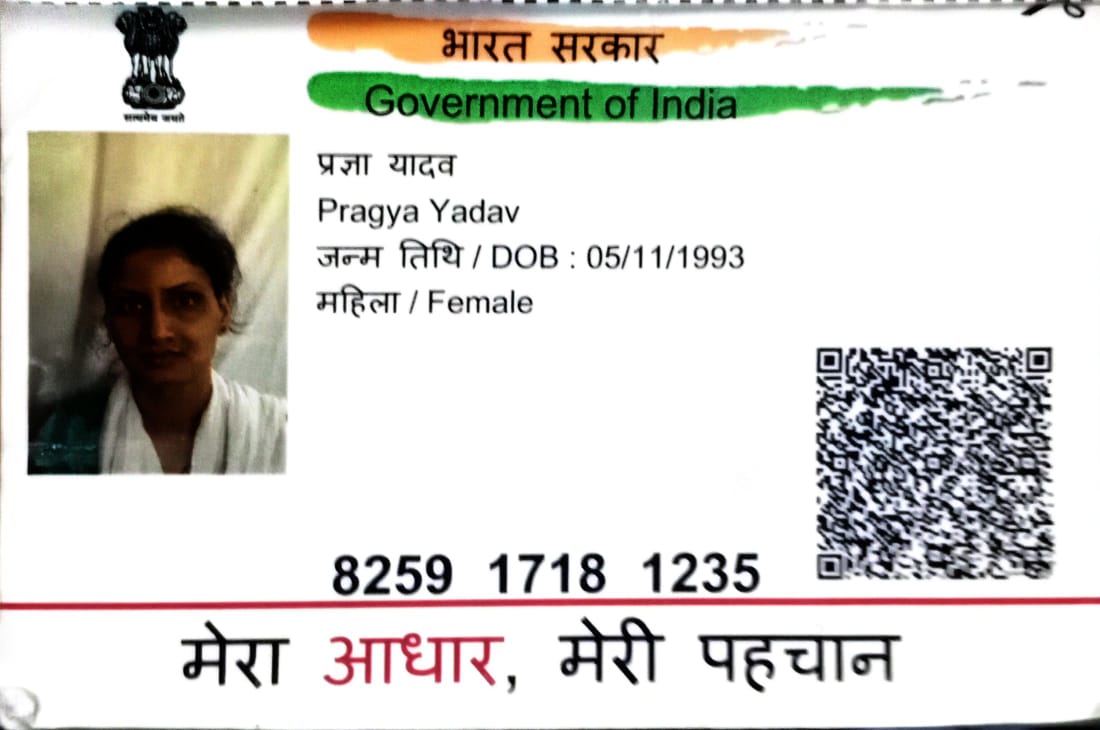 भारत सरकार
Government of India
सत्यमेव जयते
प्रज्ञा यादव
Pragya Yadav
जन्म तिथि / DOB : 05/11/1993
महिला / Female
8259 1718 1235
मेरा आधार, मेरी पहचान